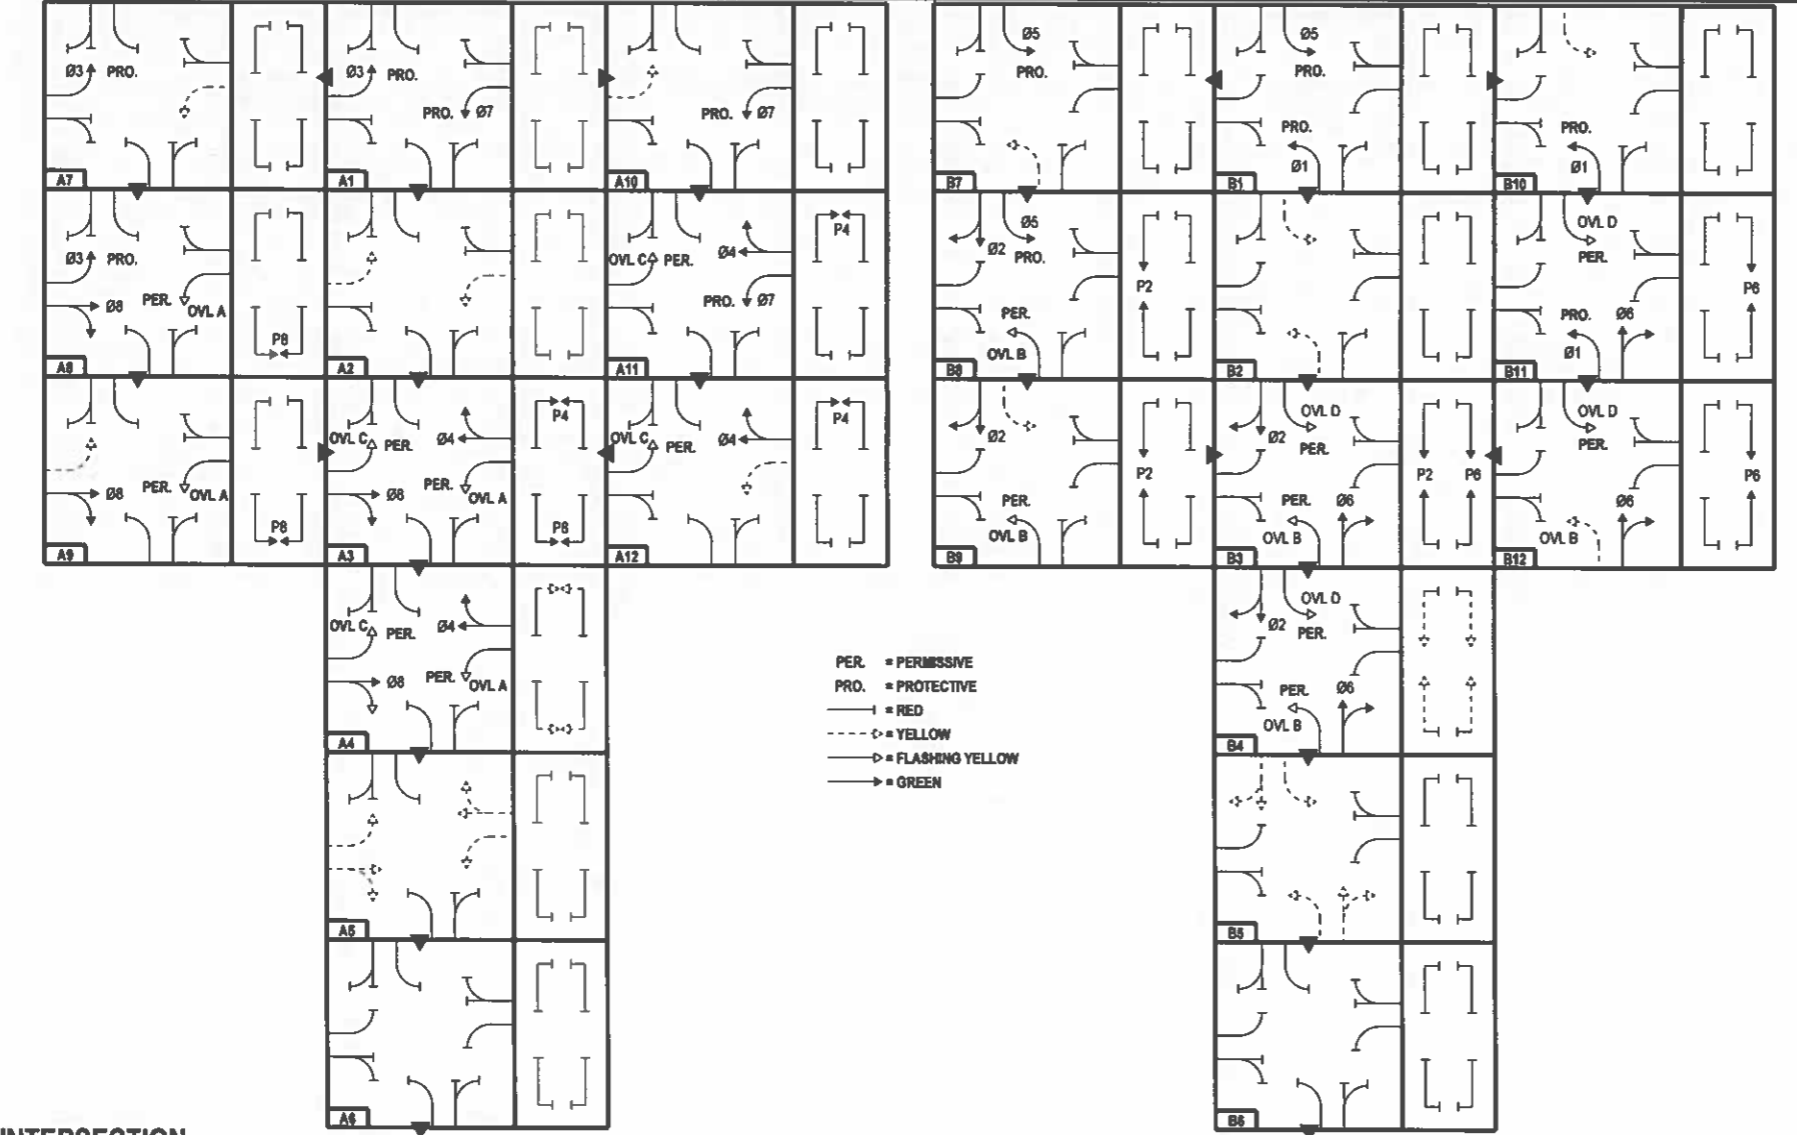 Ø3 PRO.
A7
Ø3 PRO.
PRO. Ø7
A1
PRO. Ø7
A10
Ø5
PRO.
B7
Ø5
PRO.
PRO.
Ø1
B1
PRO.
Ø1
B10
Ø3 PRO.
Ø8
PER.
OVL A
P8
A8
A2
OVL C PER.
Ø4
PRO. Ø7
P4
A11
Ø5
Ø2 PRO.
PER.
OVL B
P2
B8
B2
OVL D
PER.
PRO.
Ø1
Ø6
P6
B11
Ø8
PER.
OVL A
P8
A9
OVL C
PER.
Ø4
Ø8
PER.
OVL A
P4
P8
A3
OVL C
PER.
Ø4
P4
A12
Ø2
PER.
OVL B
P2
B9
Ø2
OVL D
PER.
PER.
OVL B
Ø6
P2 P6
B3
OVL D
PER.
OVL B
Ø6
P6
B12
OVL C
PER.
Ø4
Ø8
PER.
OVL A
A4
Ø2
OVL D
PER.
PER.
OVL B
Ø6
B4
PER. = PERMISSIVE
PRO. = PROTECTIVE
= RED
= YELLOW
= FLASHING YELLOW
= GREEN
A5
B5
A6
B6
INTERSECTION